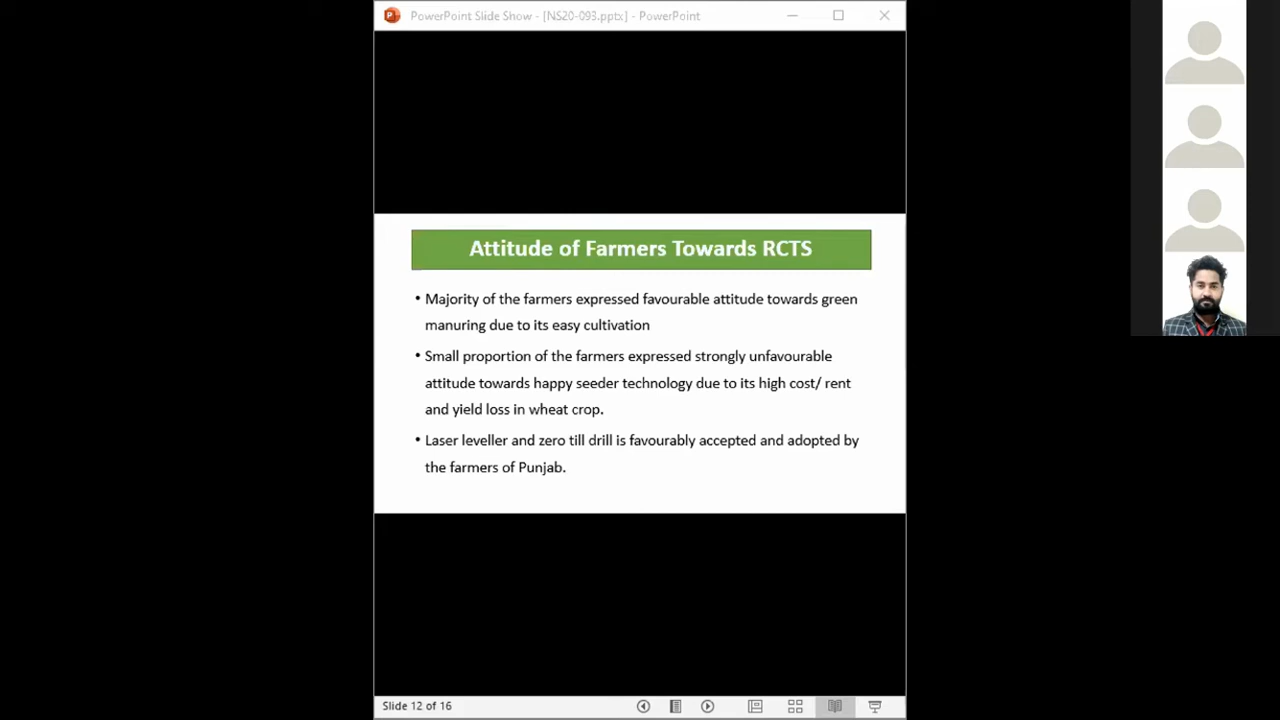 PowerPoint Slide Show - [NS20-093.pptx] - PowerPoint
Attitude of Farmers Towards RCTS
• Majority of the farmers expressed favourable attitude towards green
manuring due to its easy cultivation
• Small proportion of the farmers expressed strongly unfavourable
attitude towards happy seeder technology due to its high cost/ rent
and yield loss in wheat crop.
• Laser leveller and zero till drill is favourably accepted and adopted by
the farmers of Punjab.
Slide 12 of 16